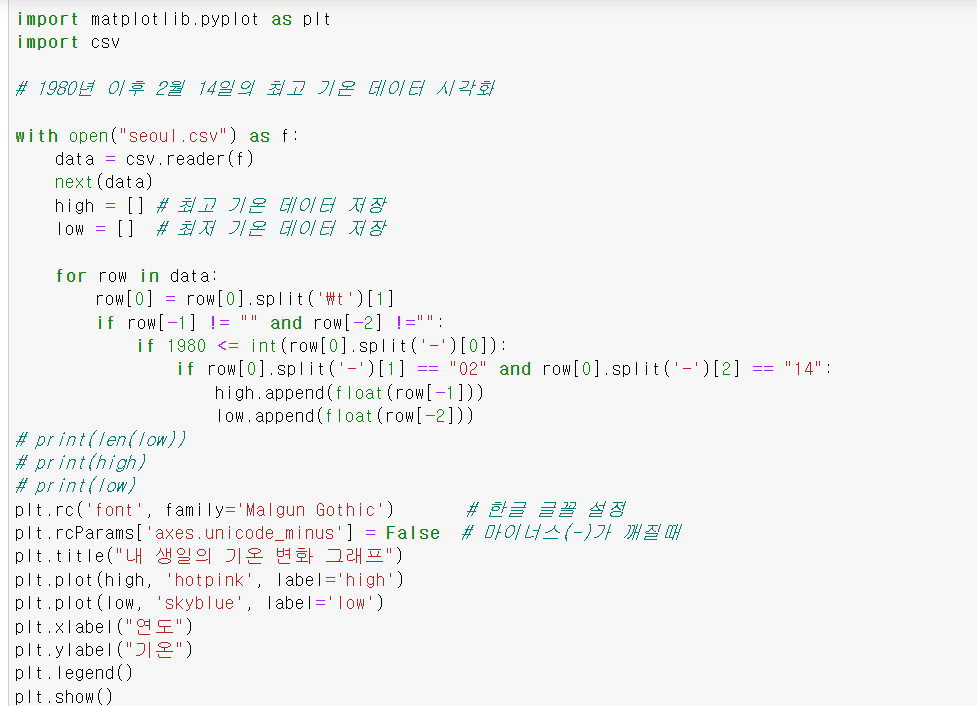 import matplotlib.pyplot as plt
import csv
# 1980년 이후 2월 14일의 최고 기온 데이터 시각화
with open("seoul.csv") as f:
    data = csv.reader(f)
    next(data)
    high = [] # 최고 기온 데이터 저장
    low = []  # 최저 기온 데이터 저장
    for row in data:
        row[0] = row[0].split('₩t')[1]
        if row[-1] != "" and row[-2] !="":
            if 1980 <= int(row[0].split('-')[0]):
                if row[0].split('-')[1] == "02" and row[0].split('-')[2] == "14":
                    high.append(float(row[-1]))
                    low.append(float(row[-2]))
# print(len(low))
# print(high)
# print(low)
plt.rc('font', family='Malgun Gothic')       # 한글 글꼴 설정
plt.rcParams['axes.unicode_minus'] = False  # 마이너스(-)가 깨질때
plt.title("내 생일의 기온 변화 그래프")
plt.plot(high, 'hotpink', label='high')
plt.plot(low, 'skyblue', label='low')
plt.xlabel("연도")
plt.ylabel("기온")
plt.legend()
plt.show()